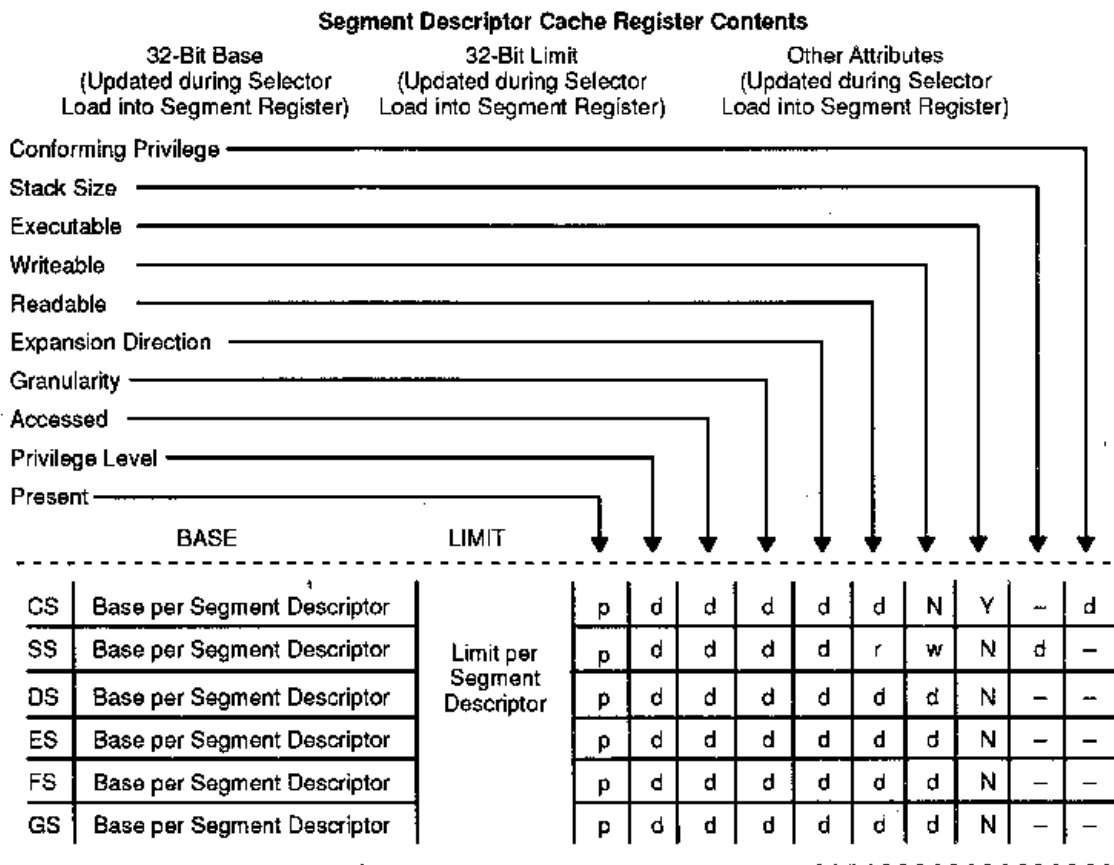 Segment Descriptor Cache Register Contents
32-Bit Base 32-Bit Limit Other Attributes
(Updated during Selector (Updated during Selector (Updated during Selector
Load into Segment Register) Load into Segment Register) Load into Segment Register)
Conforming Privilege
Stack Size
Executable
Writeable
Readable
Expansion Direction
Granularity
Accessed
Privilege Level
Present
BASE LIMIT
CS Base per Segment Descriptor p d d d d d N Y – d
SS Base per Segment Descriptor p d d d d r w N d –
Limit per
Segment
Descriptor
DS Base per Segment Descriptor p d d d d d d N – –
ES Base per Segment Descriptor p d d d d d d N – –
FS Base per Segment Descriptor p d d d d d d N – –
GS Base per Segment Descriptor p d d d d d d N – –